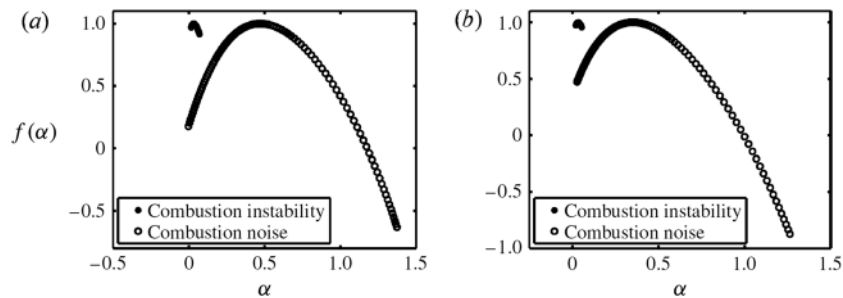 (a)
1.0
0.5
f(α)
0
−0.5
Combustion instability
Combustion noise
−0.5 0 0.5 1.0 1.5
α
(b)
1.0
0.5
0
−0.5
−1.0
Combustion instability
Combustion noise
0 0.5 1.0 1.5
α